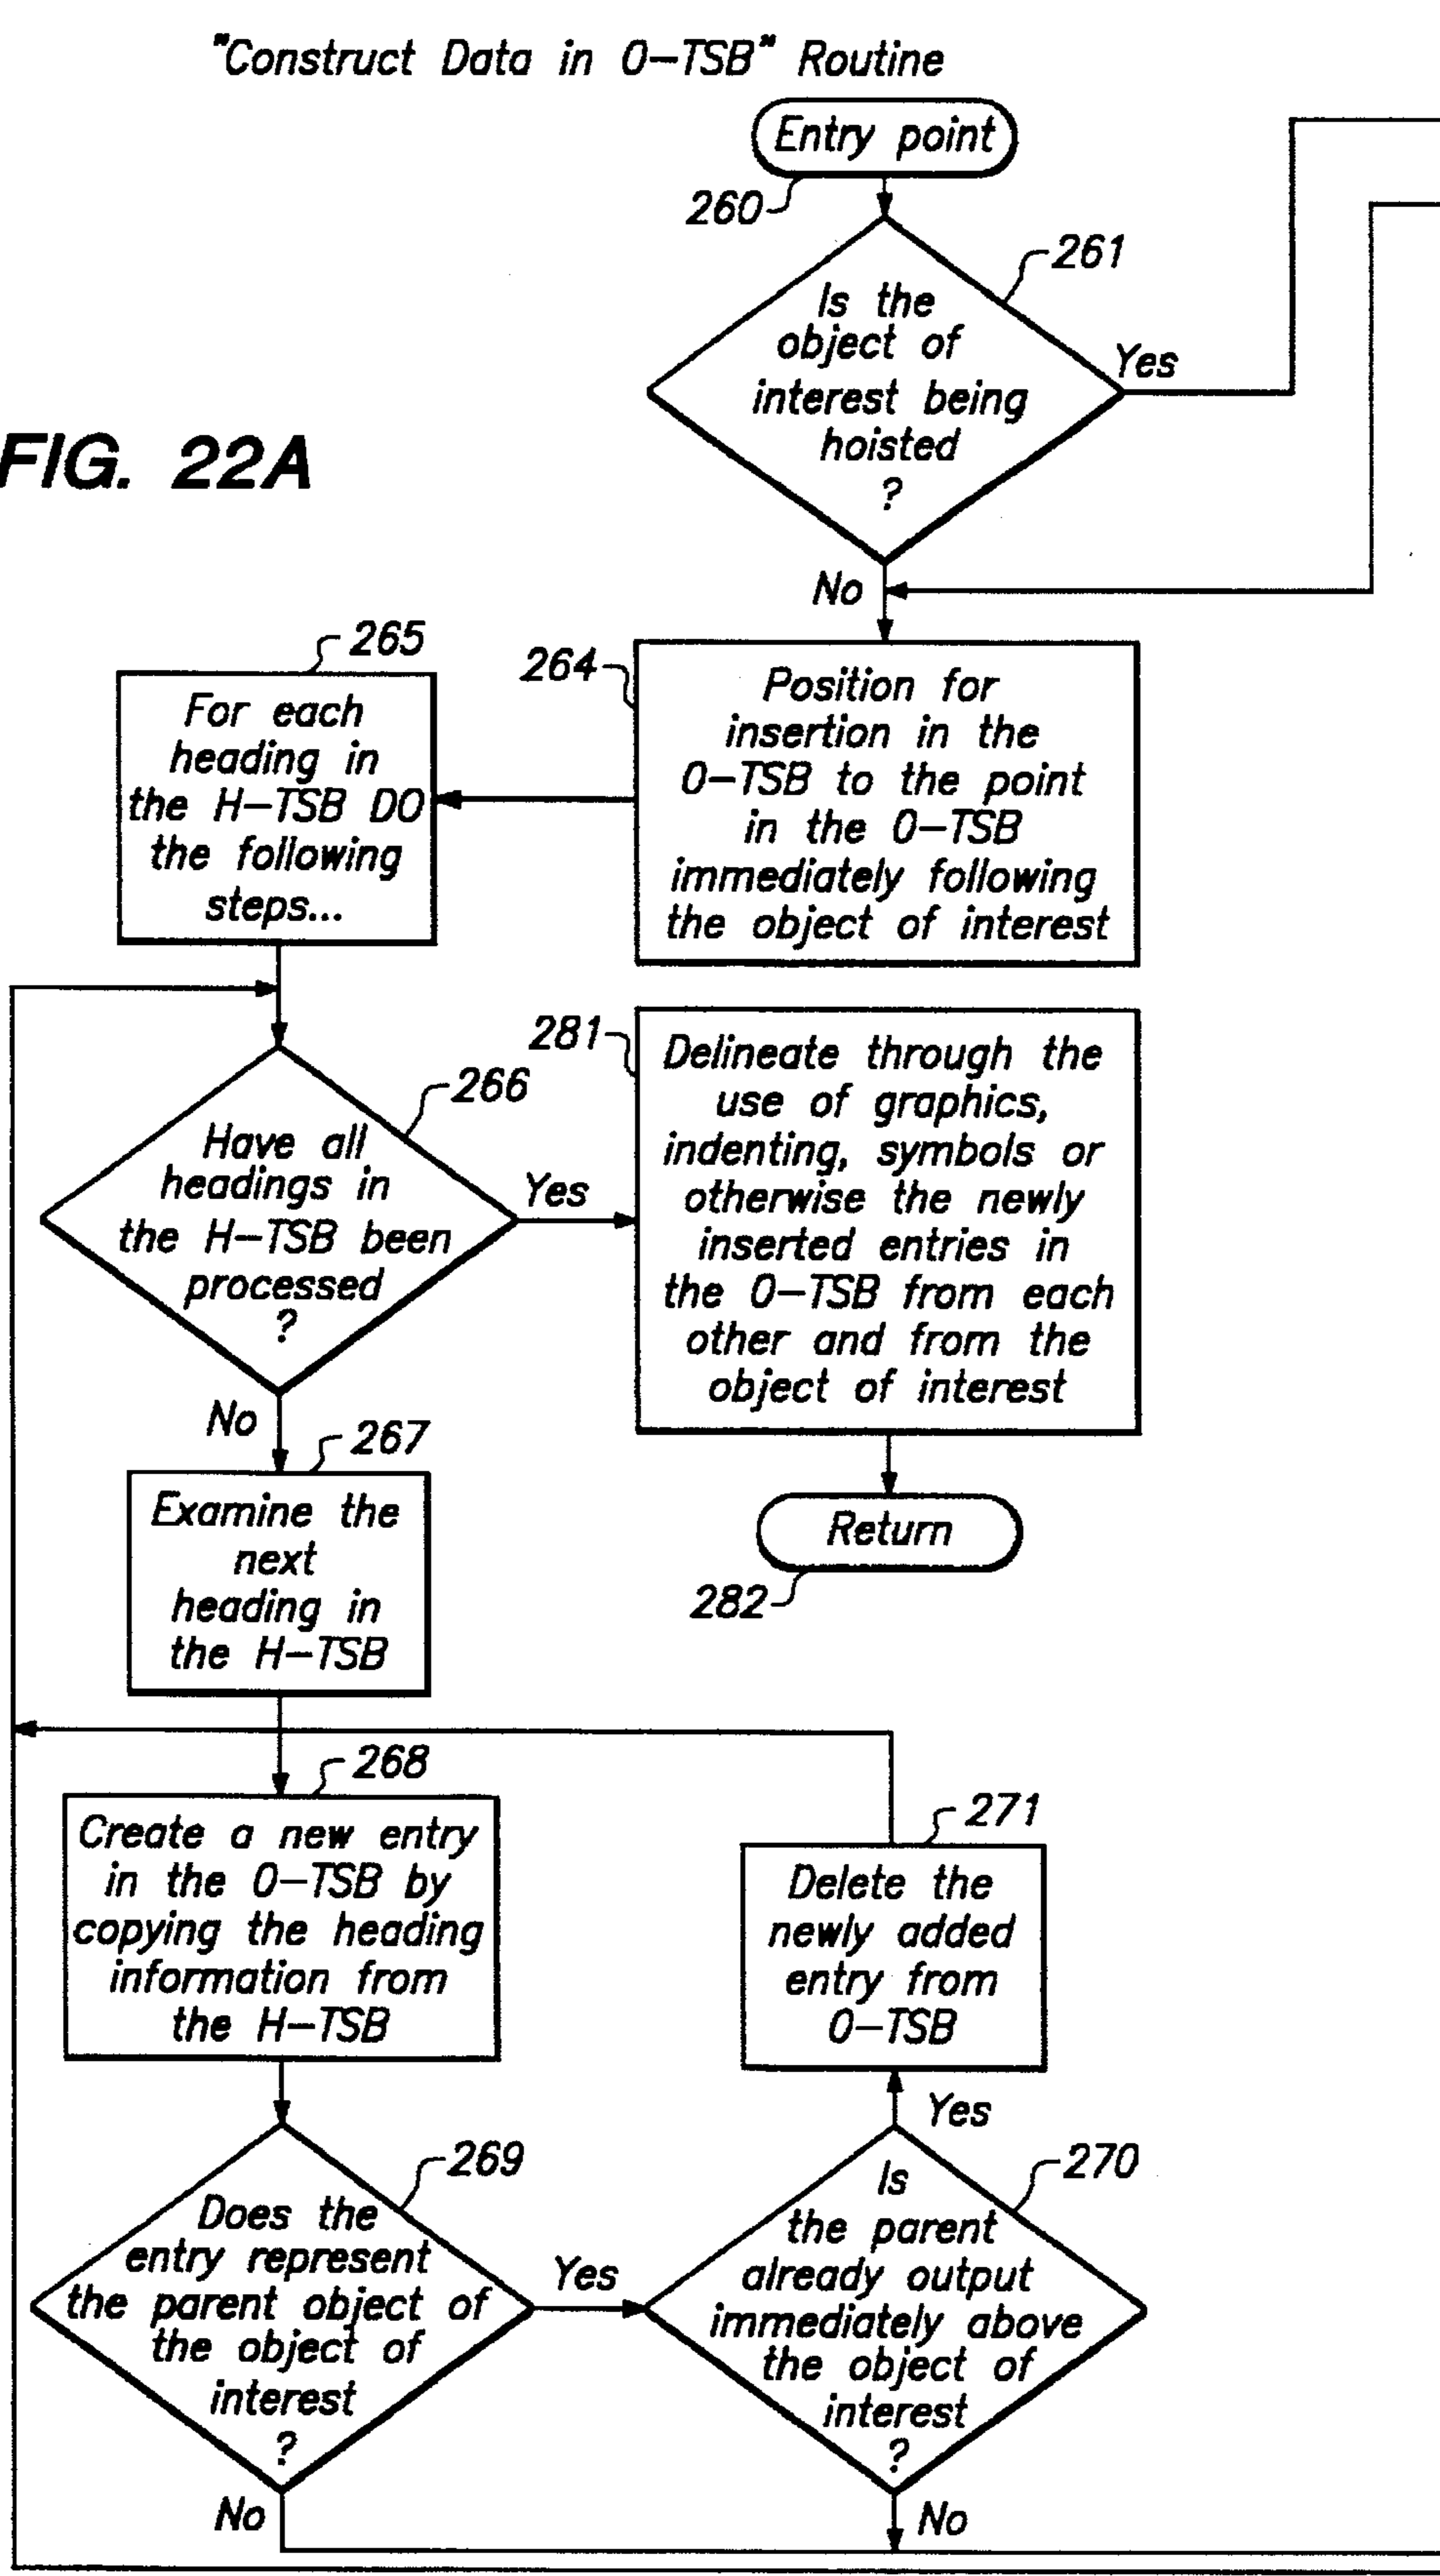 "Construct Data in O-TSB" Routine
Entry point
260
261
Is the
object of
interest being
hoisted
?
Yes
No
FIG. 22A
264
Position for
insertion in the
O-TSB to the point
in the O-TSB
immediately following
the object of interest
265
For each
heading in
the H-TSB DO
the following
steps...
266
Have all
headings in
the H-TSB been
processed
?
Yes
No
281
Delineate through the
use of graphics,
indenting, symbols or
otherwise the newly
inserted entries in
the O-TSB from each
other and from the
object of interest
Return
282
267
Examine the
next
heading in
the H-TSB
268
Create a new entry
in the O-TSB by
copying the heading
information from
the H-TSB
269
Does the
entry represent
the parent object of
the object of
interest
?
Yes
No
270
Is
the parent
already output
immediately above
the object of
interest
?
Yes
No
271
Delete the
newly added
entry from
O-TSB